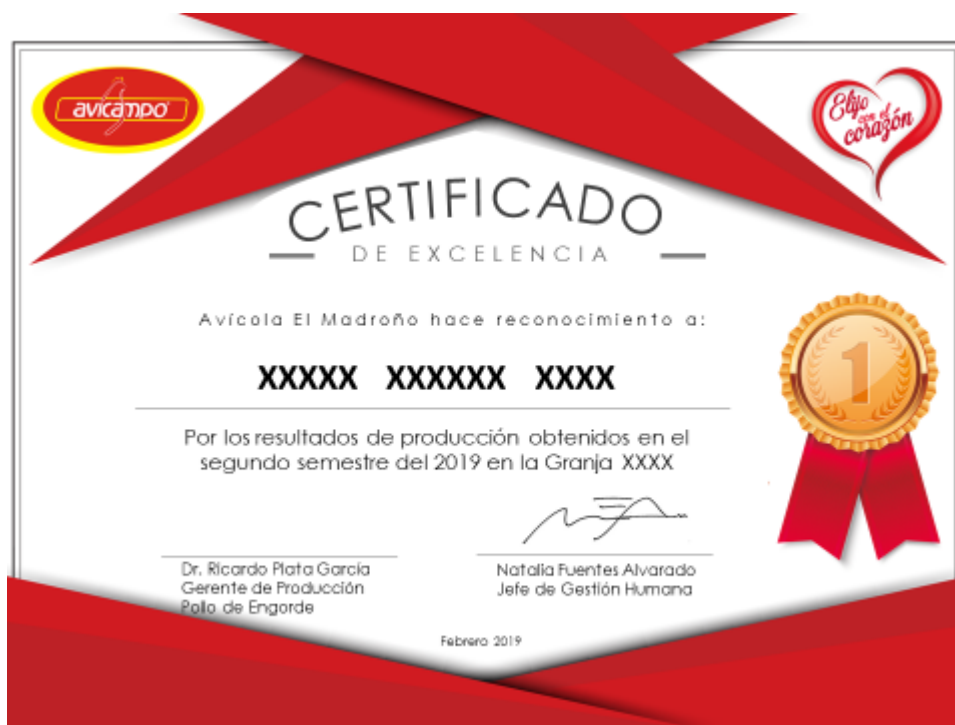 avicampo
Elijo
con el
corazón
CERTIFICADO
DE EXCELENCIA
Avícola El Madroño hace reconocimiento a:
XXXXX XXXXXX XXXX
1
Por los resultados de producción obtenidos en el
segundo semestre del 2019 en la Granja XXXX
Dr. Ricardo Plata García
Gerente de Producción
Pollo de Engorde
Natalia Fuentes Alvarado
Jefe de Gestión Humana
Febrero 2019